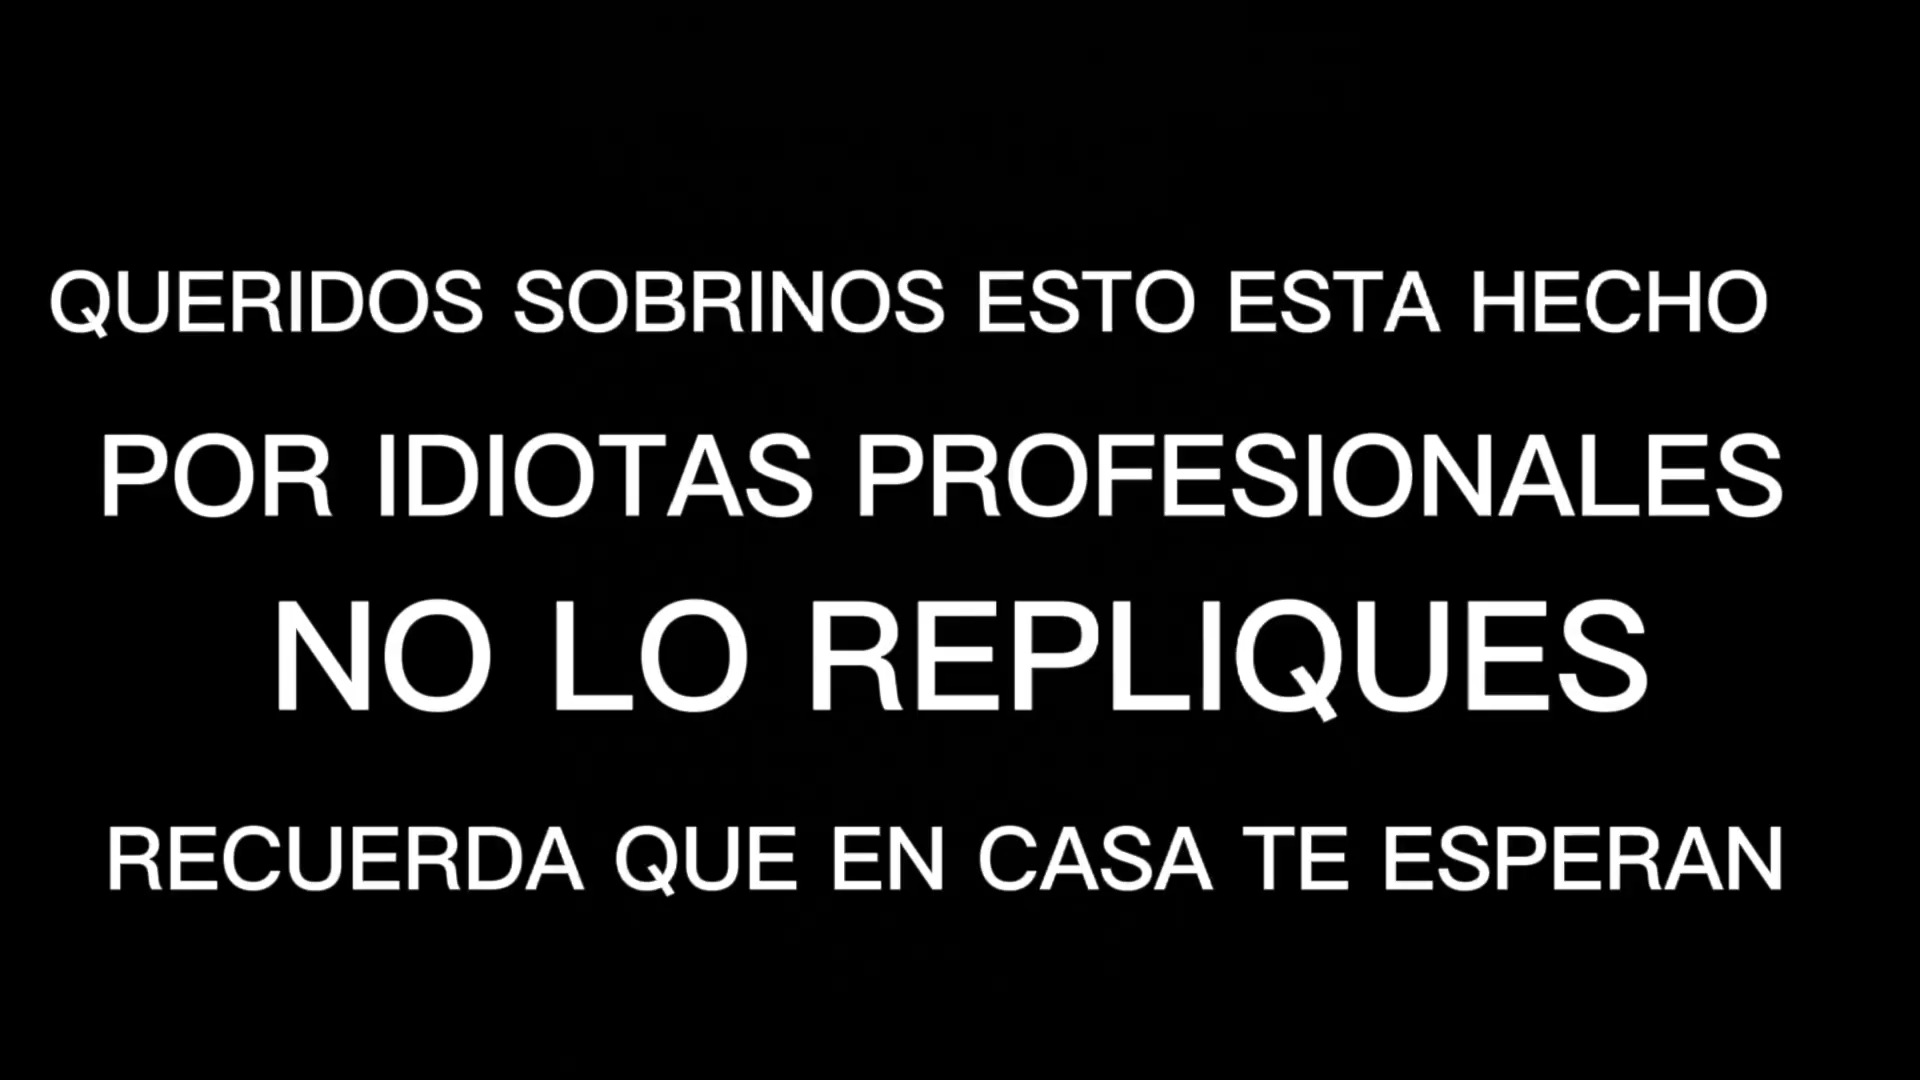 QUERIDOS SOBRINOS ESTO ESTA HECHO
POR IDIOTAS PROFESIONALES
NO LO REPLIQUES
RECUERDA QUE EN CASA TE ESPERAN